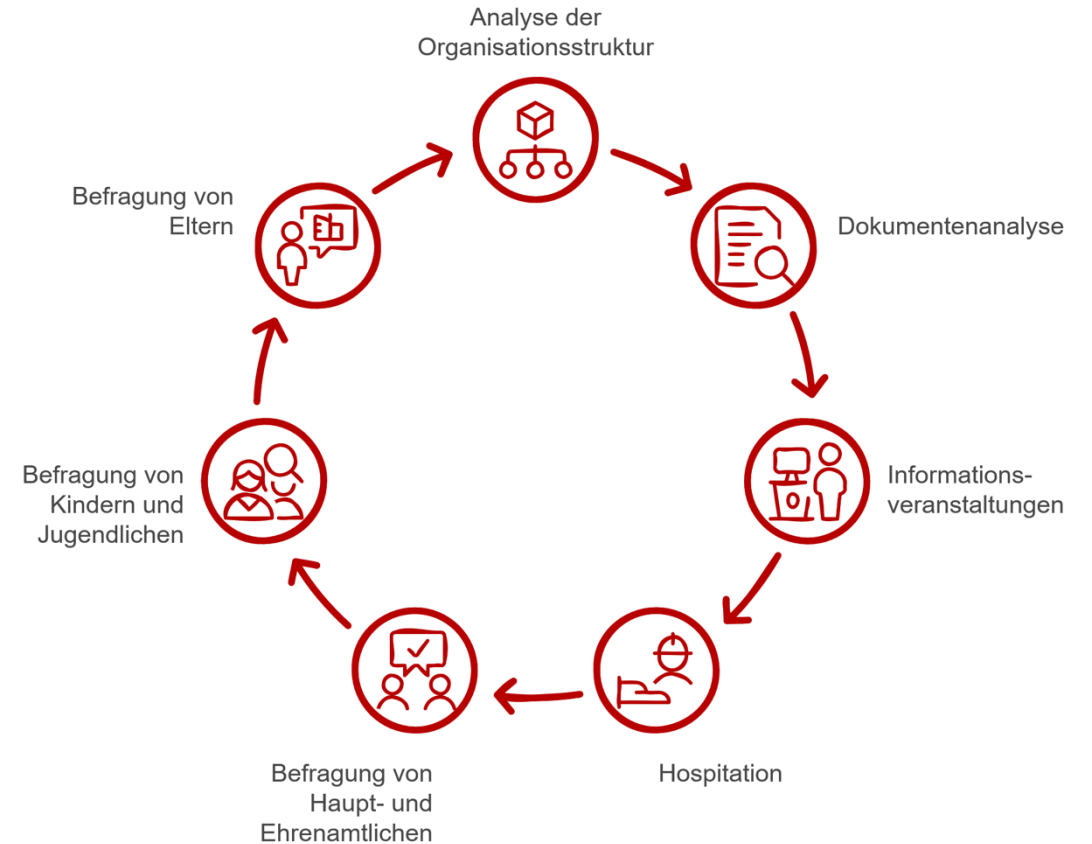 Analyse der
Organisationsstruktur
Dokumentenanalyse
Informations-
veranstaltungen
Hospitation
Befragung von
Haupt- und
Ehrenamtlichen
Befragung von
Kindern und
Jugendlichen
Befragung von
Eltern